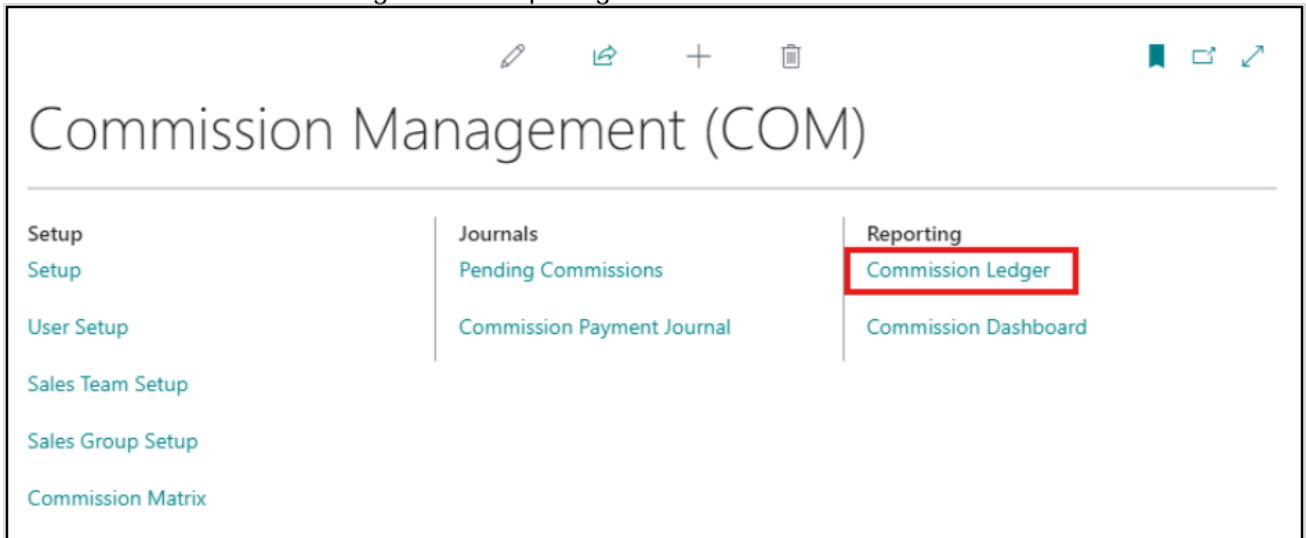 Commission Management (COM)
Setup
Setup
User Setup
Sales Team Setup
Sales Group Setup
Commission Matrix
Journals
Pending Commissions
Commission Payment Journal
Reporting
Commission Ledger
Commission Dashboard